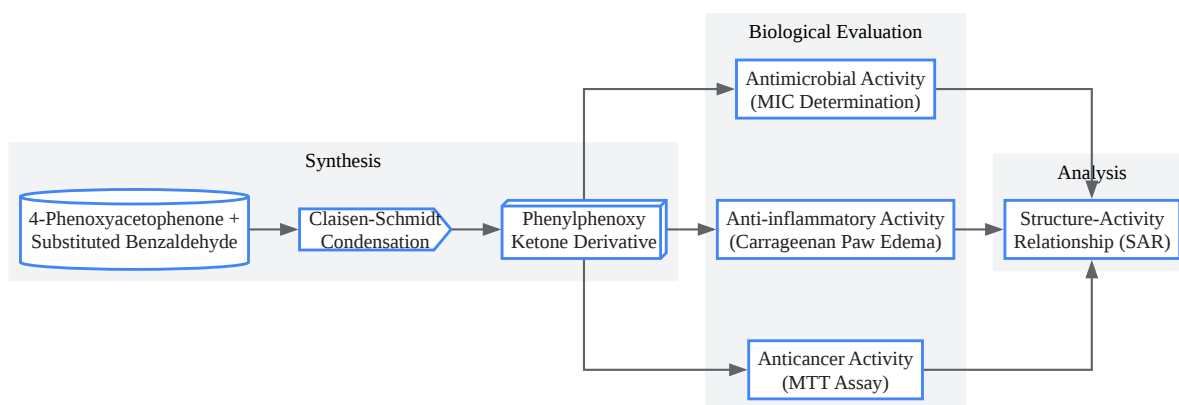 Synthesis
4-Phenoxyacetophenone +
Substituted Benzaldehyde
Claisen-Schmidt
Condensation
Phenylphenoxy
Ketone Derivative
Biological Evaluation
Antimicrobial Activity
(MIC Determination)
Anti-inflammatory Activity
(Carrageenan Paw Edema)
Anticancer Activity
(MTT Assay)
Analysis
Structure-Activity
Relationship (SAR)